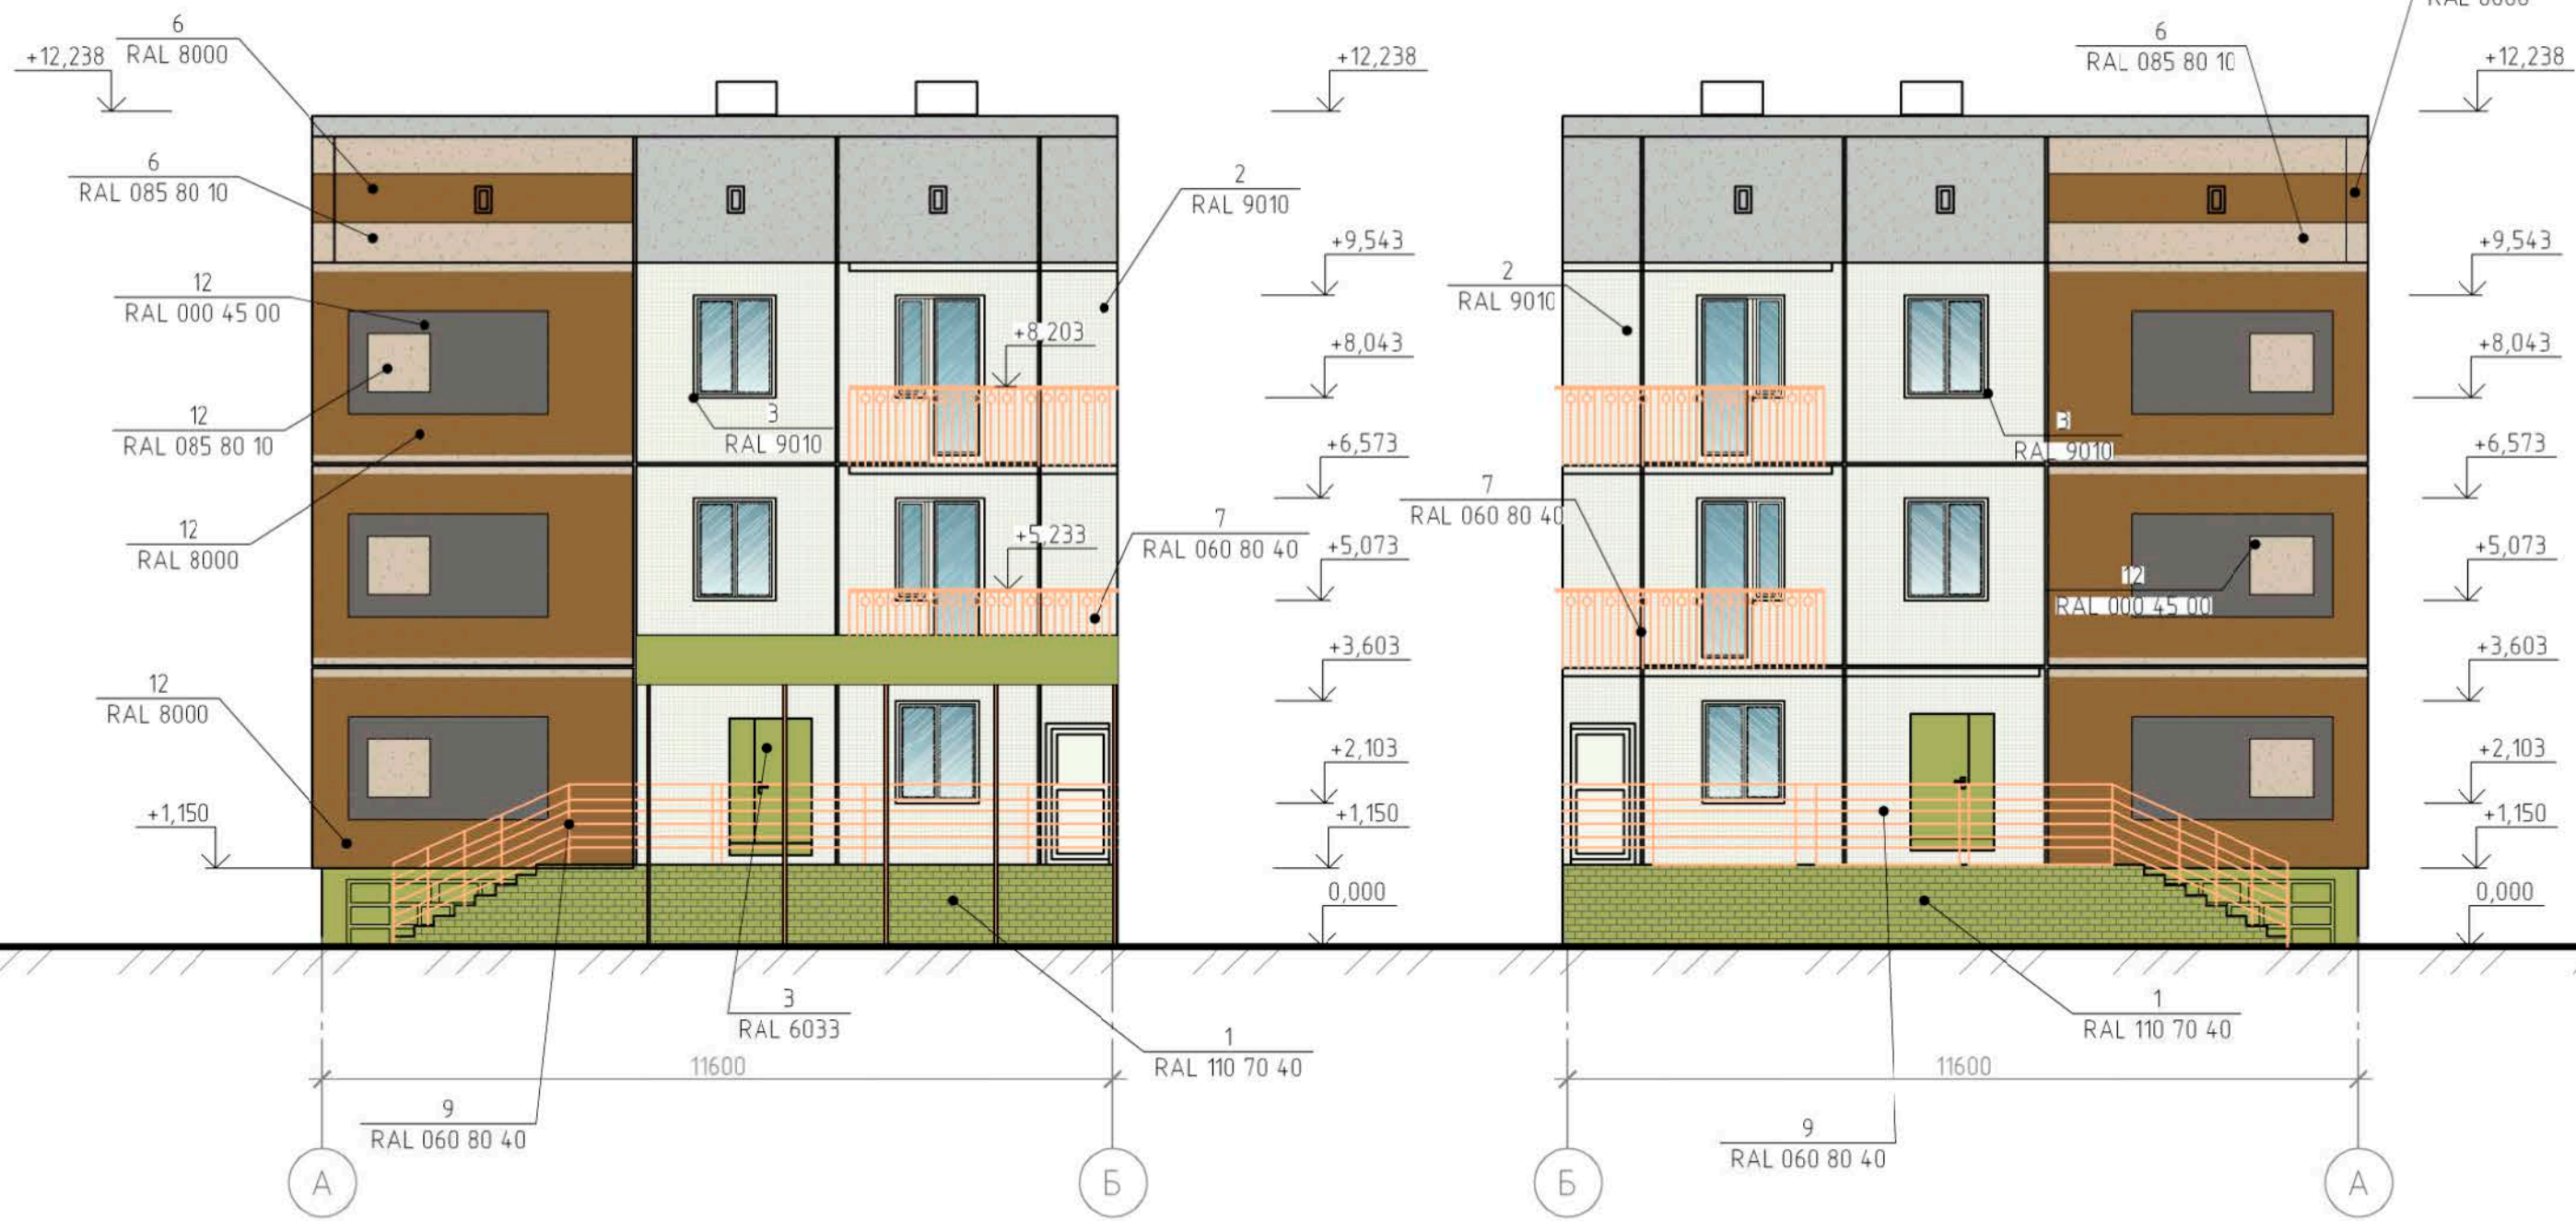 6
RAL 8000
+12,238
6
RAL 085 80 10
12
RAL 000 45 00
12
RAL 085 80 10
12
RAL 8000
12
RAL 8000
+1,150
3
RAL 9010
+8,203
+5,233
2
RAL 9010
7
RAL 060 80 40
+12,238
+9,543
+8,043
+6,573
+5,073
+3,603
+2,103
+1,150
0,000
3
RAL 6033
1
RAL 110 70 40
11600
9
RAL 060 80 40
А
Б
6
RAL 085 80 10
2
RAL 9010
7
RAL 060 80 40
3
RAL 9010
12
RAL 000 45 00
+12,238
+9,543
+8,043
+6,573
+5,073
+3,603
+2,103
+1,150
0,000
1
RAL 110 70 40
11600
9
RAL 060 80 40
Б
А